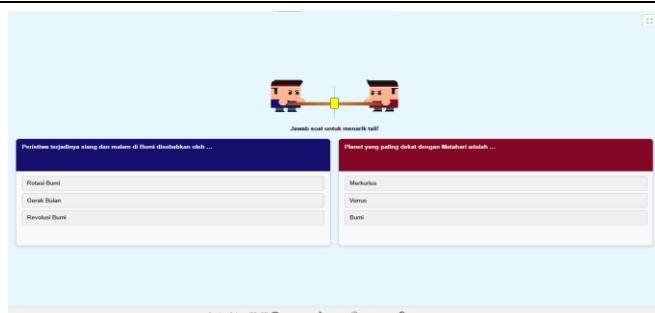 Jawab soal untuk menarik tali!
Peristiwa terjadinya siang dan malam di Bumi disebabkan oleh ...
Rotasi Bumi
Gerak Bulan
Revolusi Bumi
Planet yang paling dekat dengan Matahari adalah ...
Merkurius
Venus
Bumi